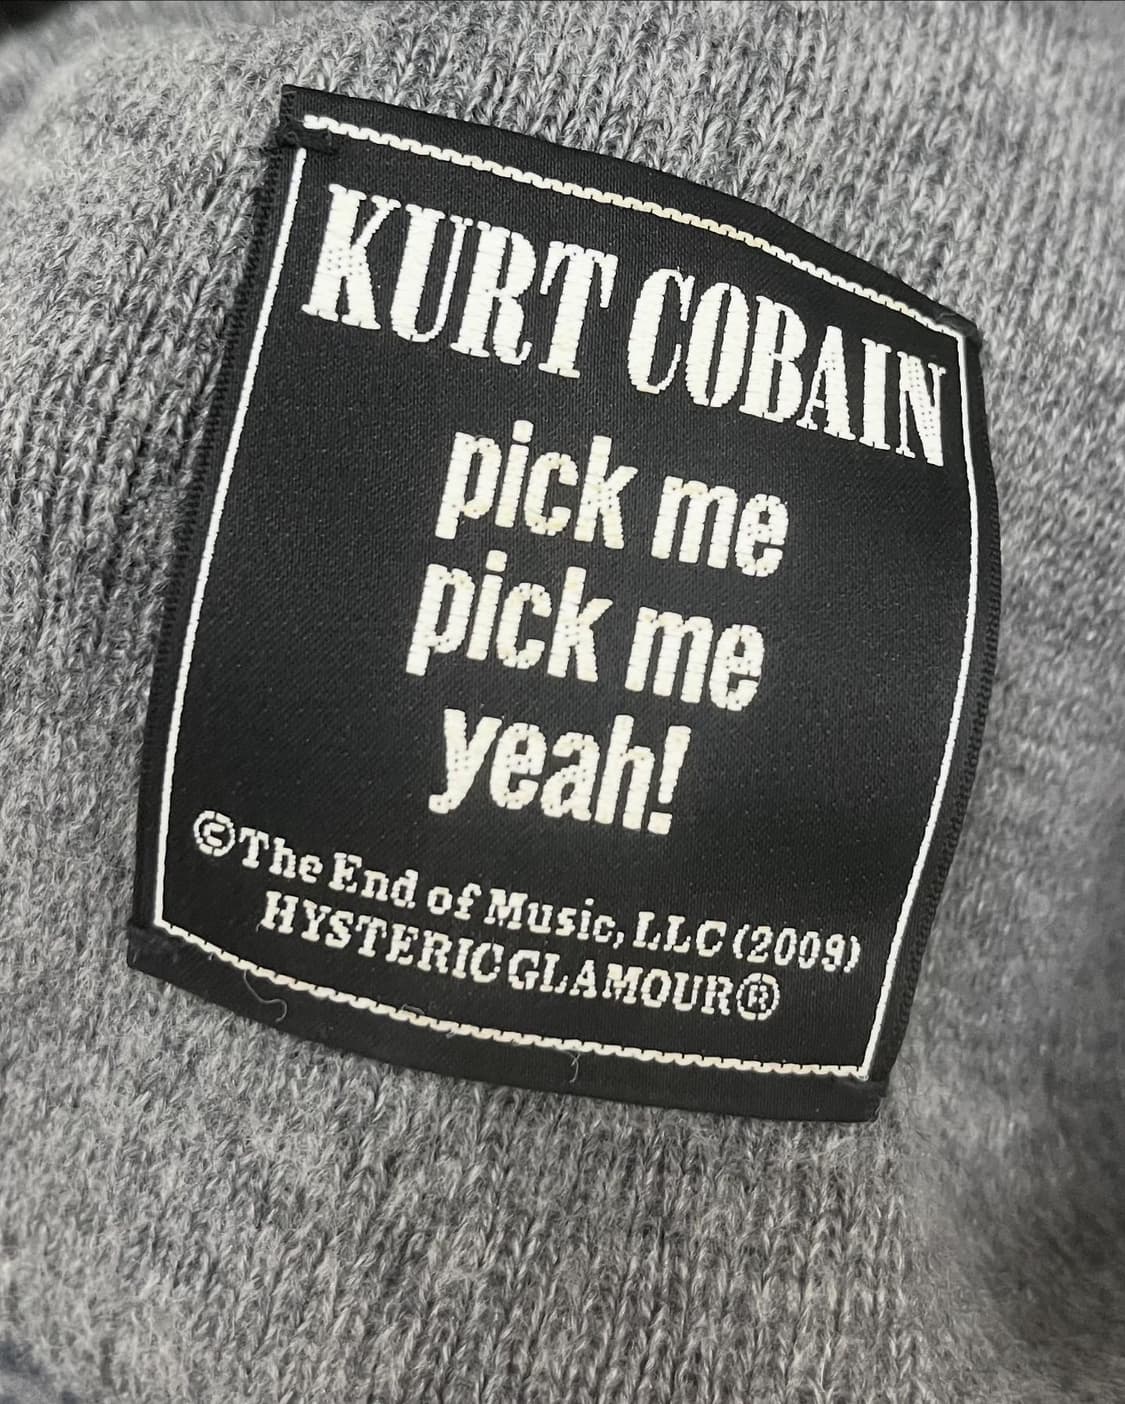 KURT COBAIN
pick me
pick me
yeah!
©The End of Music, LLC (2009)
HYSTERIC GLAMOUR®